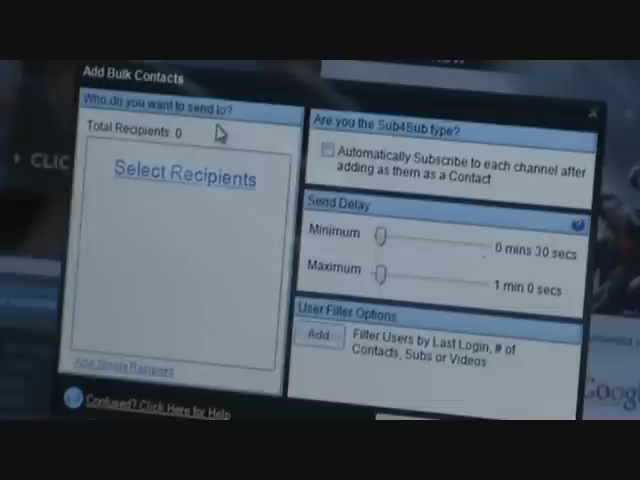 Add Bulk Contacts
Who do you want to send to?
Total Recipients: 0
Select Recipients
Add Single Recipient
Confused? Click Here for Help
Are you the Sub4Sub type?
Automatically Subscribe to each channel after
adding as them as a Contact
Send Delay
Minimum
0 mins 30 secs
Maximum
1 min 0 secs
User Filter Options
Add
Filter Users by Last Login, # of
Contacts, Subs or Videos
CLIC
Goog